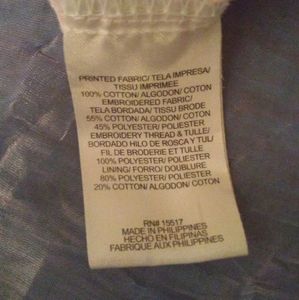 PRINTED FABRIC/ TELA IMPRESA/
TISSU IMPRIMEE
100% COTTON/ ALGODON/ COTON
EMBROIDERED FABRIC/
TELA BORDADA/ TISSU BRODE
55% COTTON/ ALGODON/ COTON
45% POLYESTER/ POLIESTER
EMBROIDERY THREAD & TULLE/
BORDADO HILO DE ROSCA Y TUL/
FIL DE BRODERIE ET TULLE
100% POLYESTER/ POLIESTER
LINING/ FORRO/ DOUBLURE
80% POLYESTER/ POLIESTER
20% COTTON/ ALGODON/ COTON
RN# 15517
MADE IN PHILIPPINES
HECHO EN FILIPINAS
FABRIQUE AUX PHILIPPINES